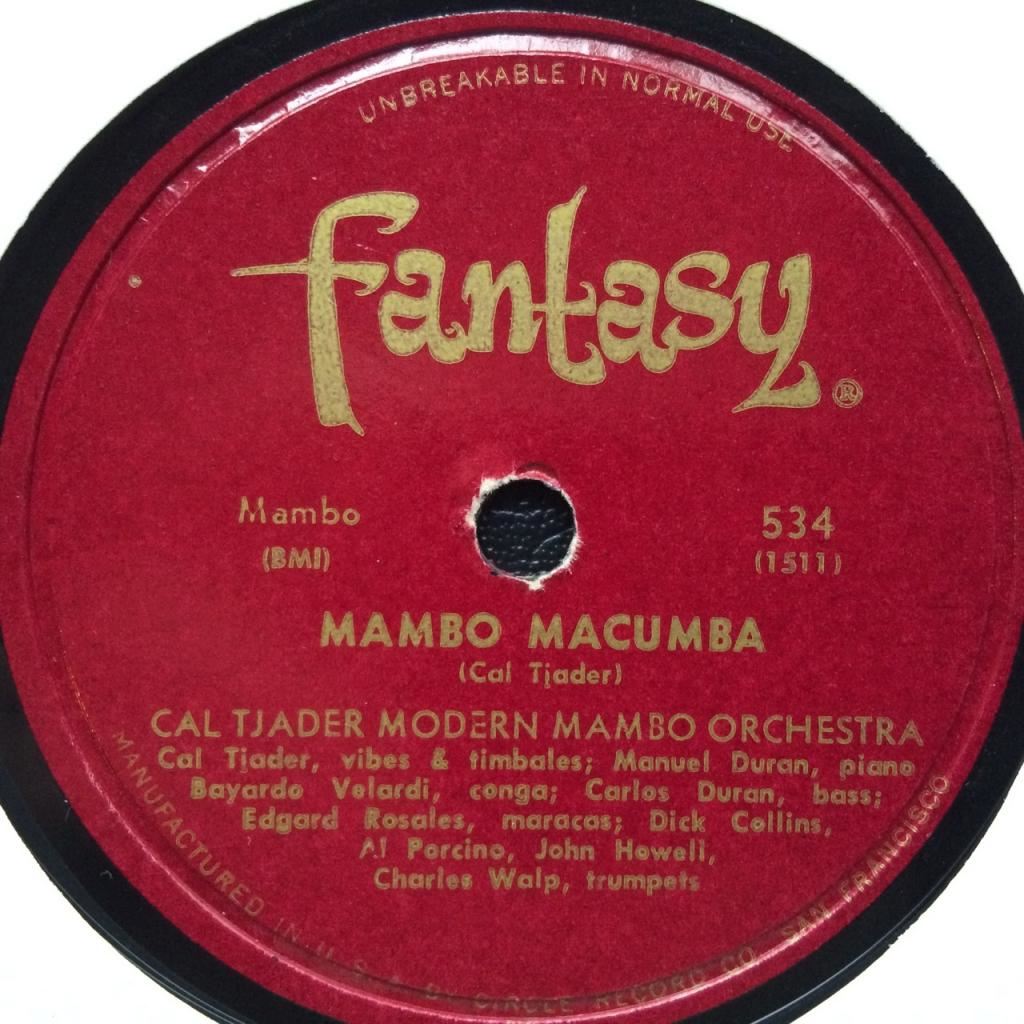 UNBREAKABLE IN NORMAL USE
fantasy ®
Mambo
534
(BMI)
(1511)
MAMBO MACUMBA
(Cal Tjader)
CAL TJADER MODERN MAMBO ORCHESTRA
Cal Tjader, vibes & timbales; Manuel Duran, piano
Bayardo Velardi, conga; Carlos Duran, bass;
Edgard Rosales, maracas; Dick Collins,
Al Porcino, John Howell,
Charles Walp, trumpets
MANUFACTURED IN U. S. A. CIRCLE RECORD CO. SAN FRANCISCO